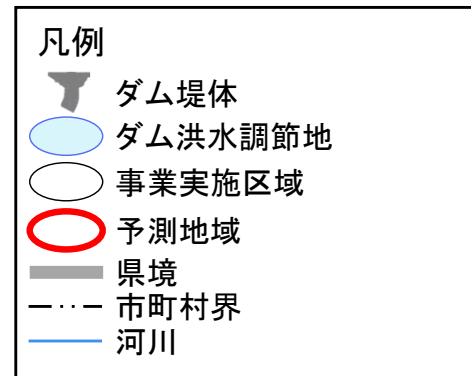 凡例
ダム堤体
ダム洪水調節地
事業実施区域
予測地域
県境
市町村界
河川